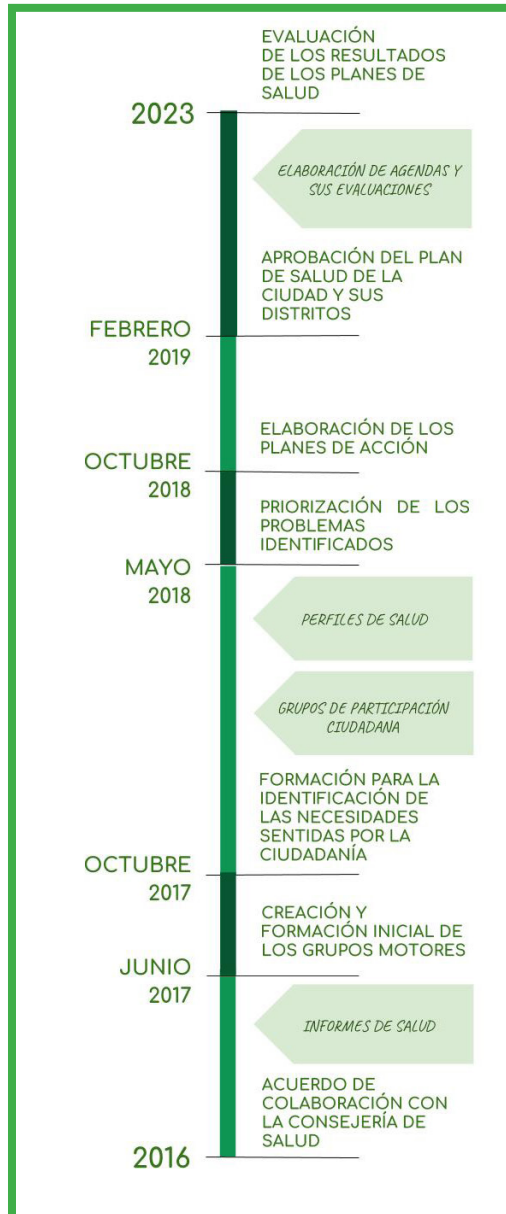 EVALUACIÓN
DE LOS RESULTADOS
DE LOS PLANES DE
SALUD
2023
ELABORACIÓN DE AGENDAS Y
SUS EVALUACIONES
APROBACIÓN DEL PLAN
DE SALUD DE LA
CIUDAD Y SUS
DISTRITOS
FEBRERO
2019
ELABORACIÓN DE LOS
PLANES DE ACCIÓN
OCTUBRE
2018
PRIORIZACIÓN DE LOS
PROBLEMAS
IDENTIFICADOS
MAYO
2018
PERFILES DE SALUD
GRUPOS DE PARTICIPACIÓN
CIUDADANA
FORMACIÓN PARA LA
IDENTIFICACIÓN DE
LAS NECESIDADES
SENTIDAS POR LA
CIUDADANÍA
OCTUBRE
2017
CREACIÓN Y
FORMACIÓN INICIAL DE
LOS GRUPOS MOTORES
JUNIO
2017
INFORMES DE SALUD
ACUERDO DE
COLABORACIÓN CON
LA CONSEJERÍA DE
SALUD
2016